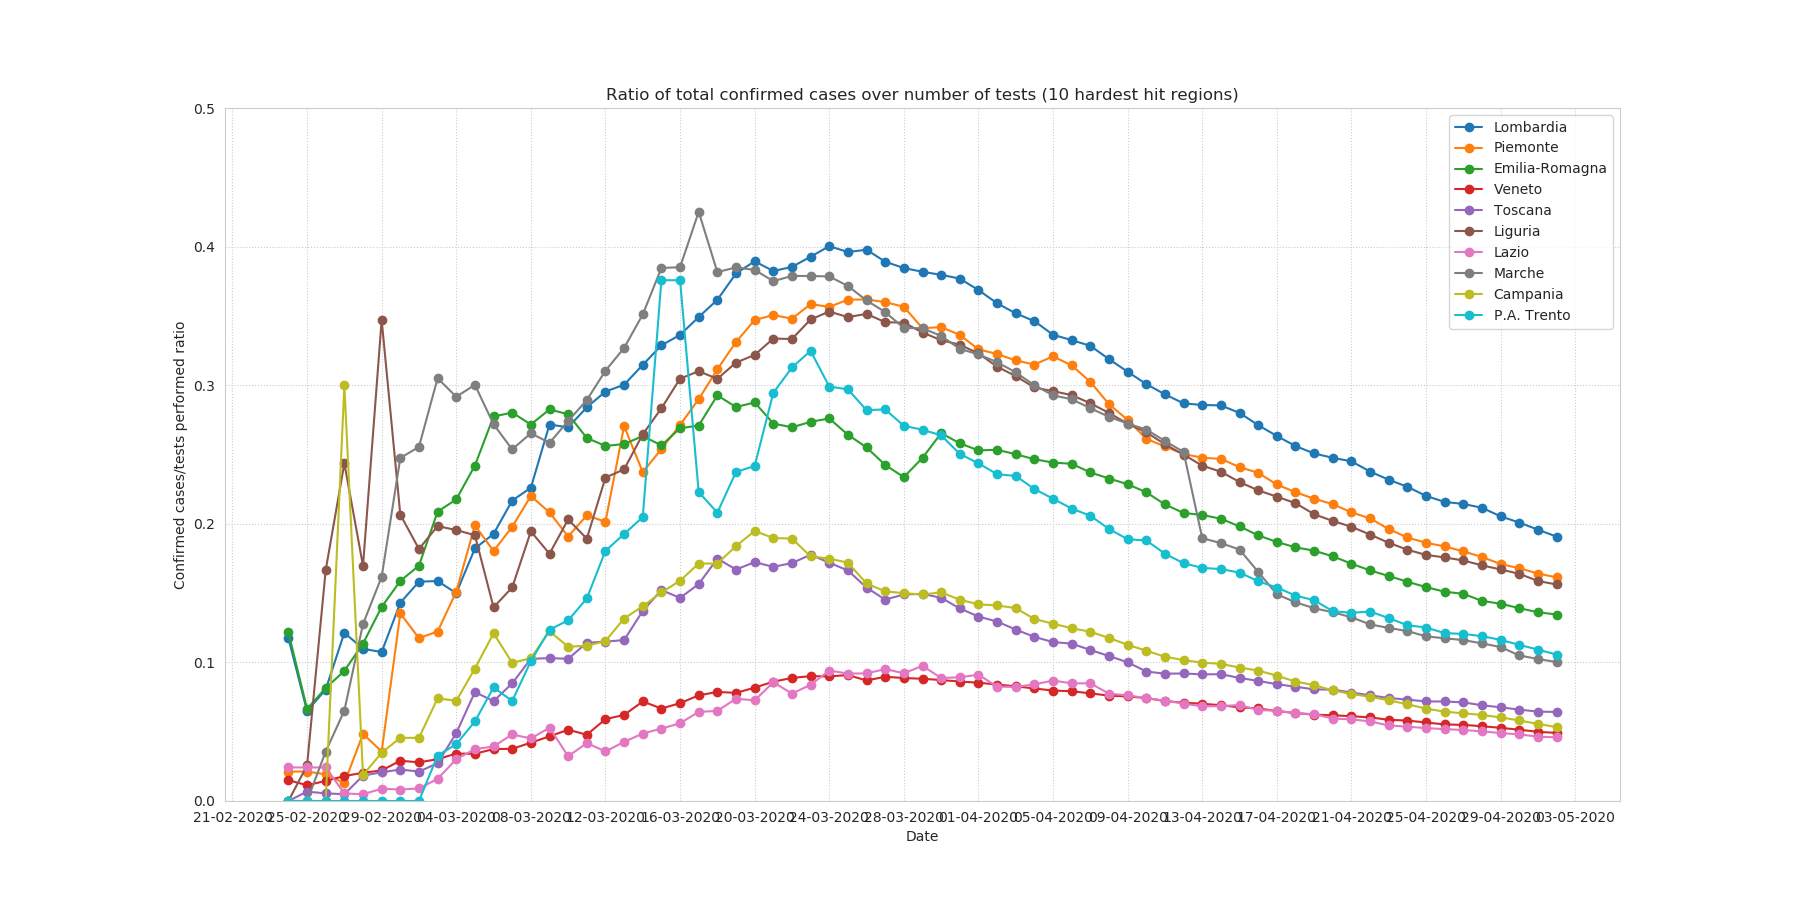 Ratio of total confirmed cases over number of tests (10 hardest hit regions)
0.5
0.4
0.3
0.2
0.1
0.0
Confirmed cases/tests performed ratio
Lombardia
Piemonte
Emilia-Romagna
Veneto
Toscana
Liguria
Lazio
Marche
Campania
P.A. Trento
21-02-2020 25-02-2020 29-02-2020 04-03-2020 08-03-2020 12-03-2020 16-03-2020 20-03-2020 24-03-2020 28-03-2020 01-04-2020 05-04-2020 09-04-2020 13-04-2020 17-04-2020 21-04-2020 25-04-2020 29-04-2020 03-05-2020
Date